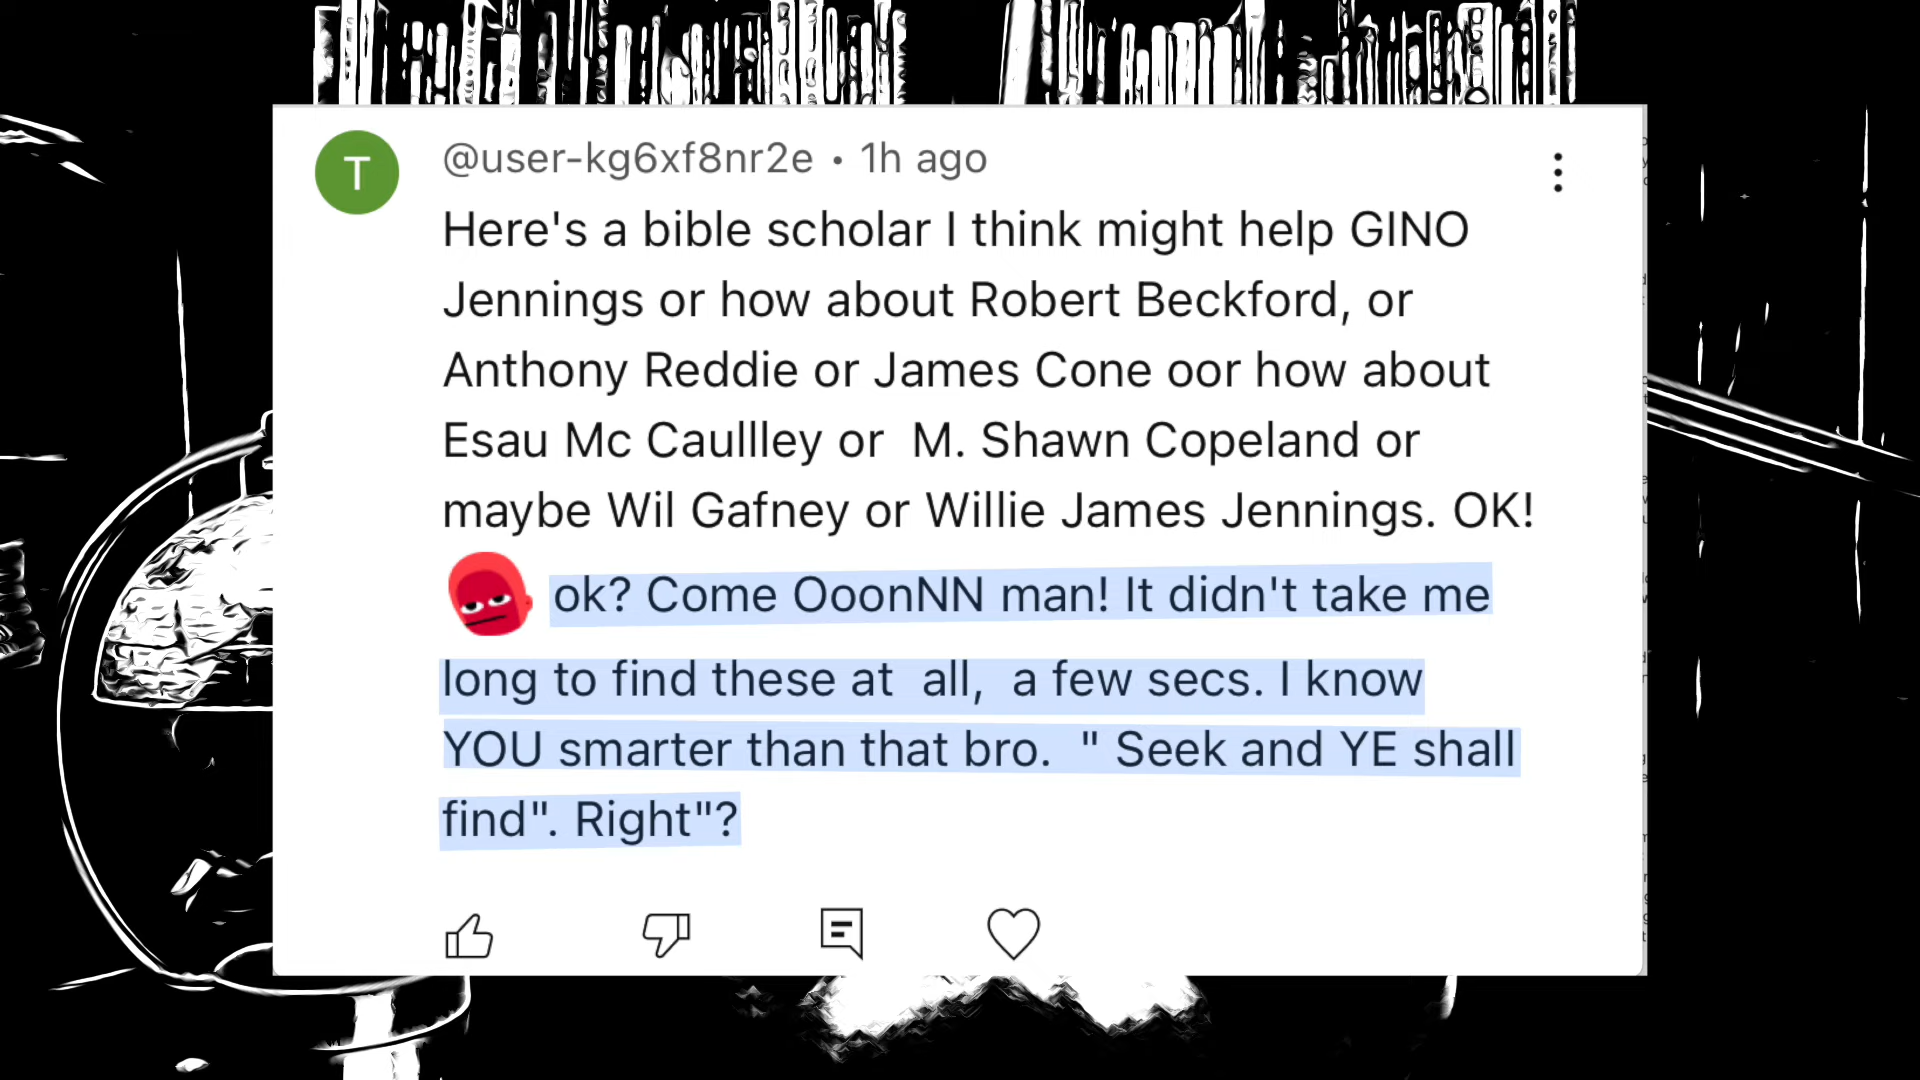 T
@user-kg6xf8nr2e • 1h ago
Here's a bible scholar I think might help GINO
Jennings or how about Robert Beckford, or
Anthony Reddie or James Cone oor how about
Esau Mc Caullley or  M. Shawn Copeland or
maybe Wil Gafney or Willie James Jennings. OK!
ok? Come OoonNN man! It didn't take me
long to find these at  all,  a few secs. I know
YOU smarter than that bro.  " Seek and YE shall
find". Right"?